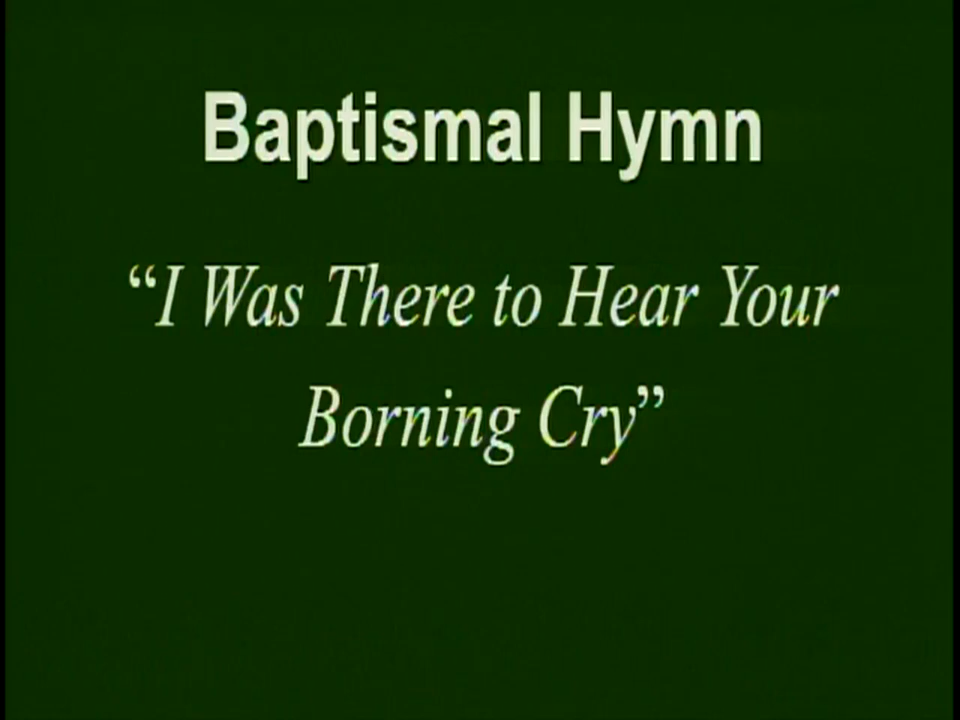 Baptismal Hymn
“I Was There to Hear Your
Borning Cry”